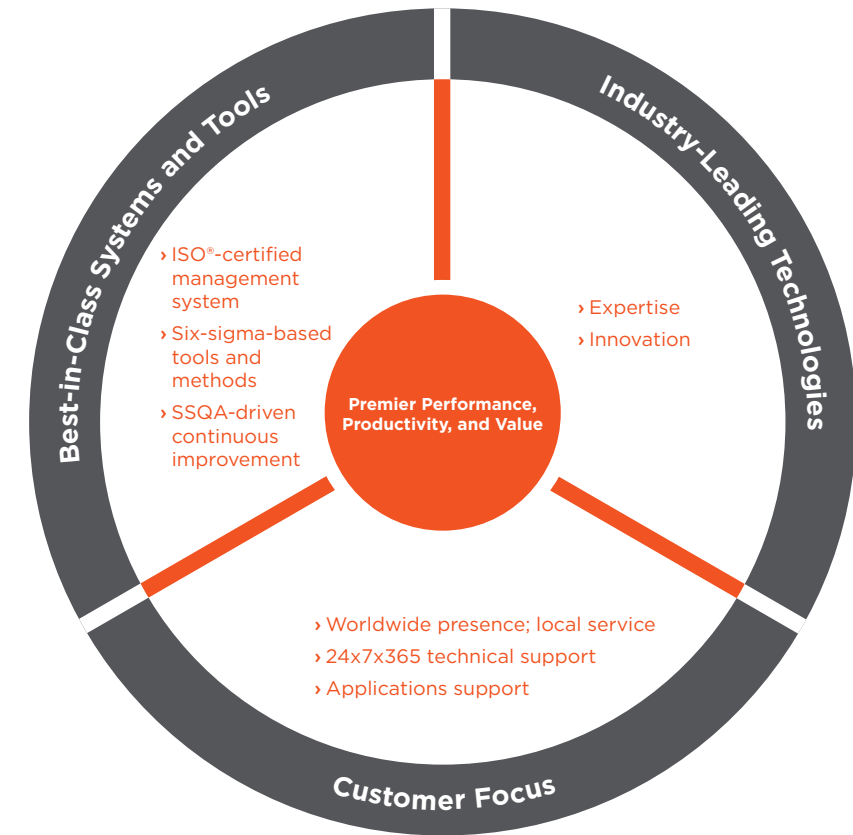 Best-in-Class Systems and Tools
› ISO®-certified
management
system
› Six-sigma-based
tools and
methods
› SSQA-driven
continuous
improvement
Industry-Leading Technologies
› Expertise
› Innovation
Premier Performance,
Productivity, and Value
› Worldwide presence; local service
› 24x7x365 technical support
› Applications support
Customer Focus